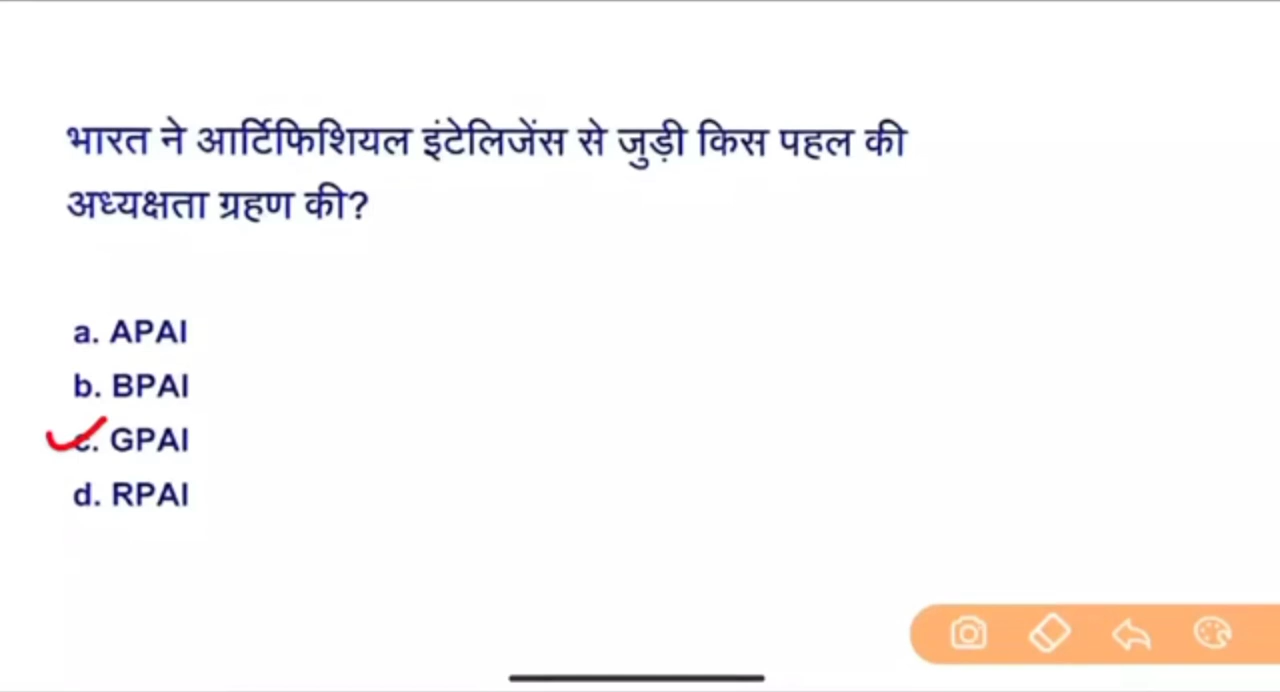 भारत ने आर्टिफिशियल इंटेलिजेंस से जुड़ी किस पहल की
अध्यक्षता ग्रहण की?
a. APAI
b. BPAI
c. GPAI
d. RPAI